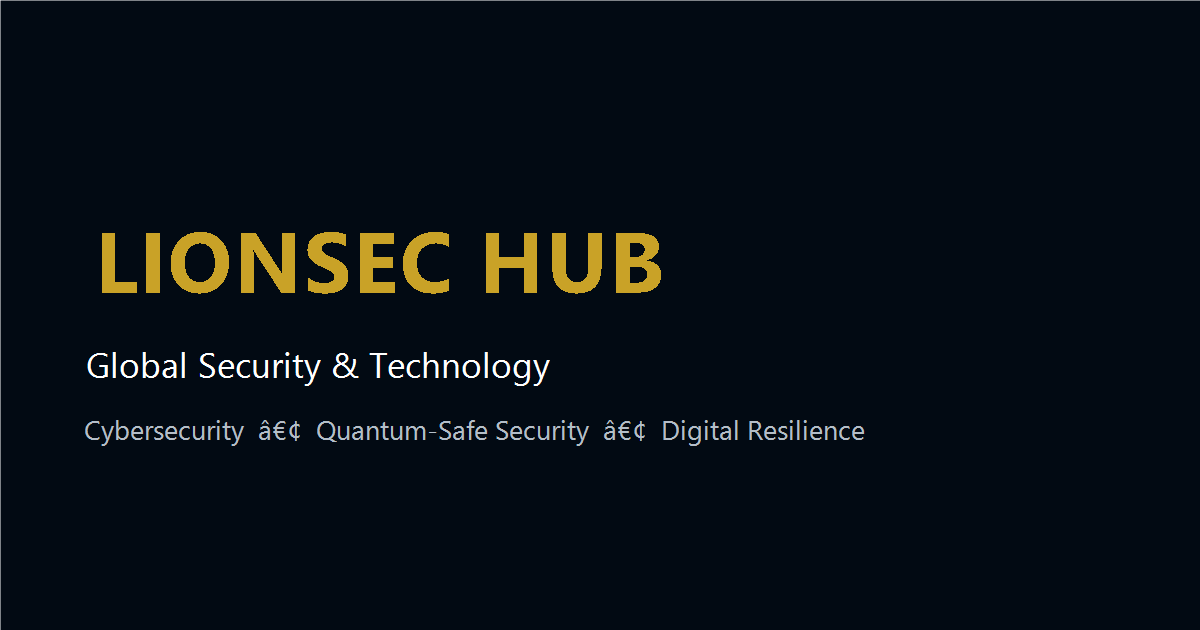 LIONSEC HUB
Global Security & Technology
Cybersecurity â€¢ Quantum-Safe Security â€¢ Digital Resilience